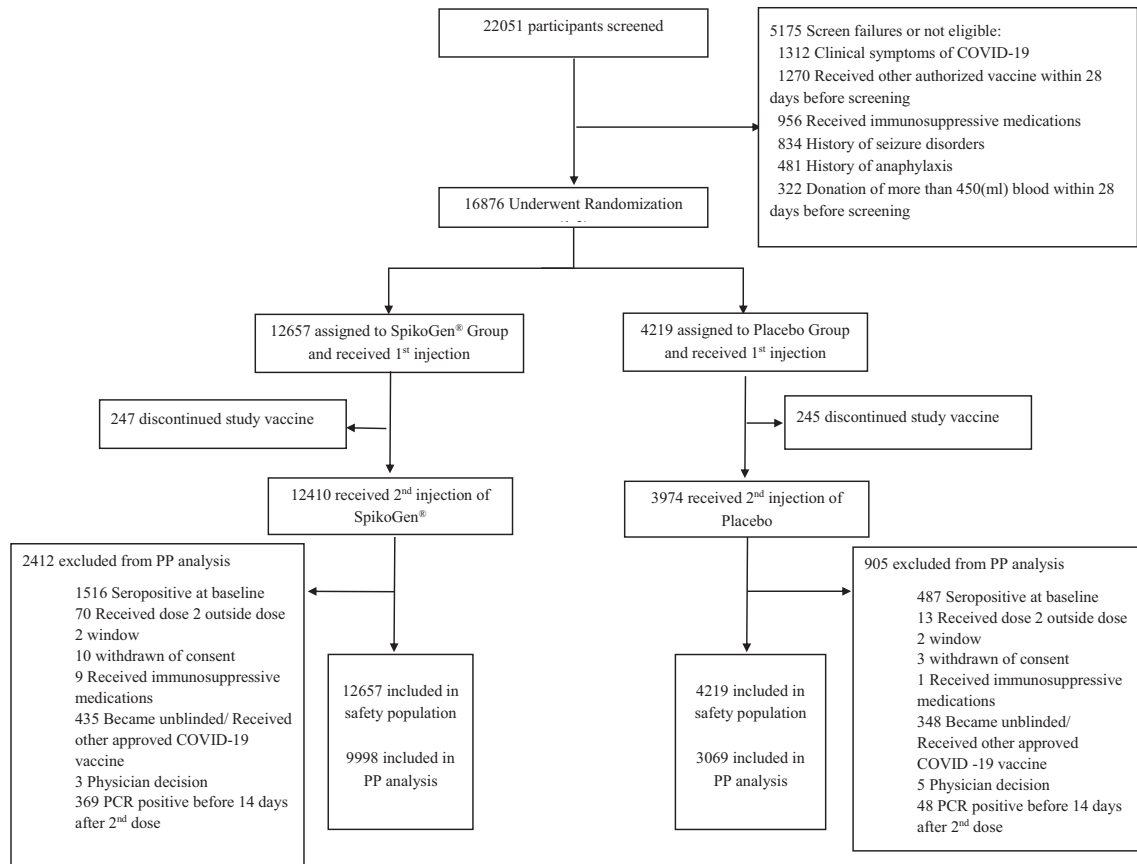 22051 participants screened
5175 Screen failures or not eligible:
1312 Clinical symptoms of COVID-19
1270 Received other authorized vaccine within 28
days before screening
956 Received immunosuppressive medications
834 History of seizure disorders
481 History of anaphylaxis
322 Donation of more than 450(ml) blood within 28
days before screening
16876 Underwent Randomization
12657 assigned to SpikoGen® Group
and received 1st injection
4219 assigned to Placebo Group
and received 1st injection
247 discontinued study vaccine
245 discontinued study vaccine
12410 received 2nd injection of
SpikoGen®
3974 received 2nd injection of
Placebo
2412 excluded from PP analysis
1516 Seropositive at baseline
70 Received dose 2 outside dose
2 window
10 withdrawn of consent
9 Received immunosuppressive
medications
435 Became unblinded/ Received
other approved COVID-19
vaccine
3 Physician decision
369 PCR positive before 14 days
after 2nd dose
12657 included in
safety population
9998 included in
PP analysis
4219 included in
safety population
3069 included in
PP analysis
905 excluded from PP analysis
487 Seropositive at baseline
13 Received dose 2 outside dose
2 window
3 withdrawn of consent
1 Received immunosuppressive
medications
348 Became unblinded/
Received other approved
COVID -19 vaccine
5 Physician decision
48 PCR positive before 14 days
after 2nd dose